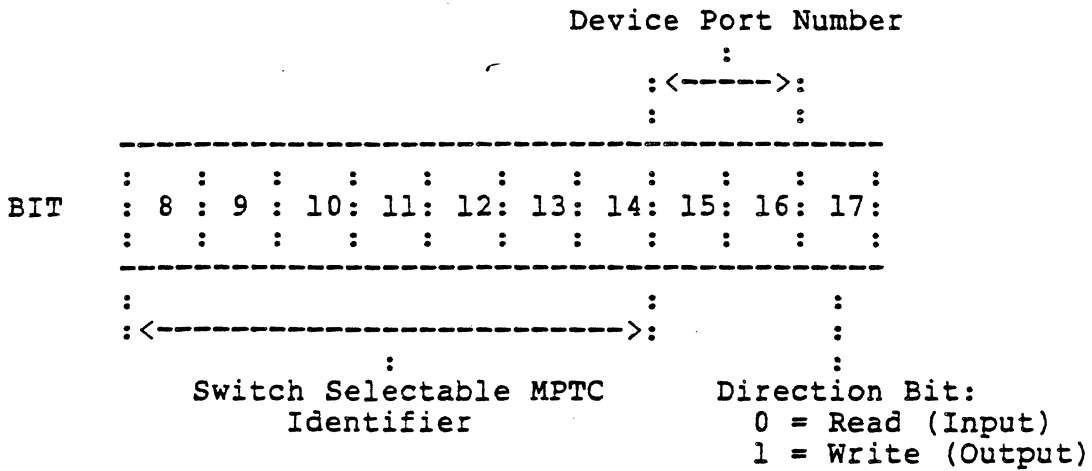 Device Port Number
:
:<----->:
:       :
---------------------------------------
:   :   :   :   :   :   :   :   :   :   :
BIT : 8 : 9 : 10: 11: 12: 13: 14: 15: 16: 17:
:   :   :   :   :   :   :   :   :   :   :
---------------------------------------
:                           :         :
:<------------------------->:         :
:                           :
Switch Selectable MPTC Direction Bit:
Identifier 0 = Read (Input)
1 = Write (Output)